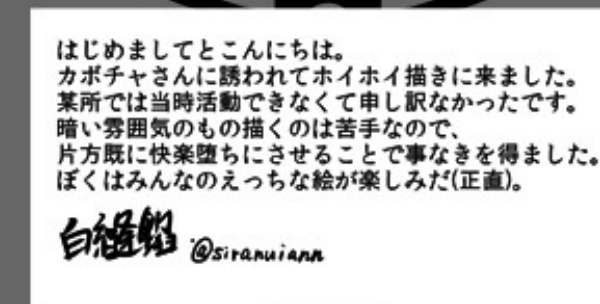 はじめましてとこんにちは。
カボチャさんに誘われてホイホイ描きに来ました。
某所では当時活動できなくて申し訳なかったです。
暗い雰囲気のもの描くのは苦手なので、
片方既に快楽堕ちにさせることで事なきを得ました。
ぼくはみんなのえっちな絵が楽しみだ(正直)。
@siranuiann